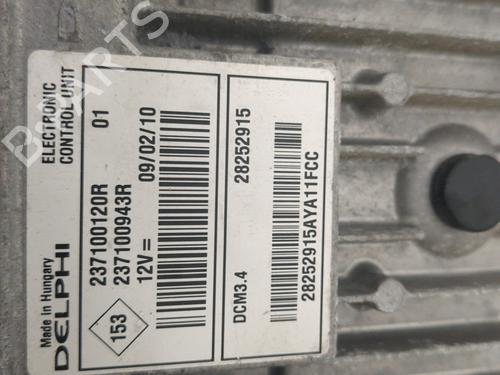 Made in Hungary
DELPHI
ELECTRONIC
CONTROL UNIT
237100120R 01
237100943R
153 12V = 09/02/10
DCM3.4 28252915
28252915AYA11FCC